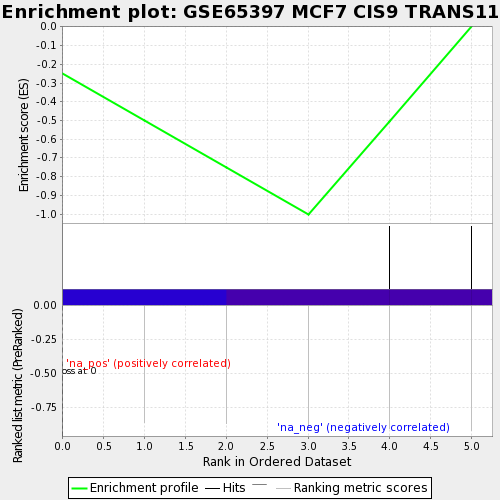 Enrichment plot: GSE65397 MCF7 CIS9 TRANS11
Enrichment score (ES)
0.0
-0.1
-0.2
-0.3
-0.4
-0.5
-0.6
-0.7
-0.8
-0.9
-1.0
Ranked list metric (PreRanked)
0.00
-0.25
-0.50
-0.75
'na_pos' (positively correlated)
oss at 0
'na_neg' (negatively correlated)
0.0 0.5 1.0 1.5 2.0 2.5 3.0 3.5 4.0 4.5 5.0
Rank in Ordered Dataset
Enrichment profile Hits Ranking metric scores